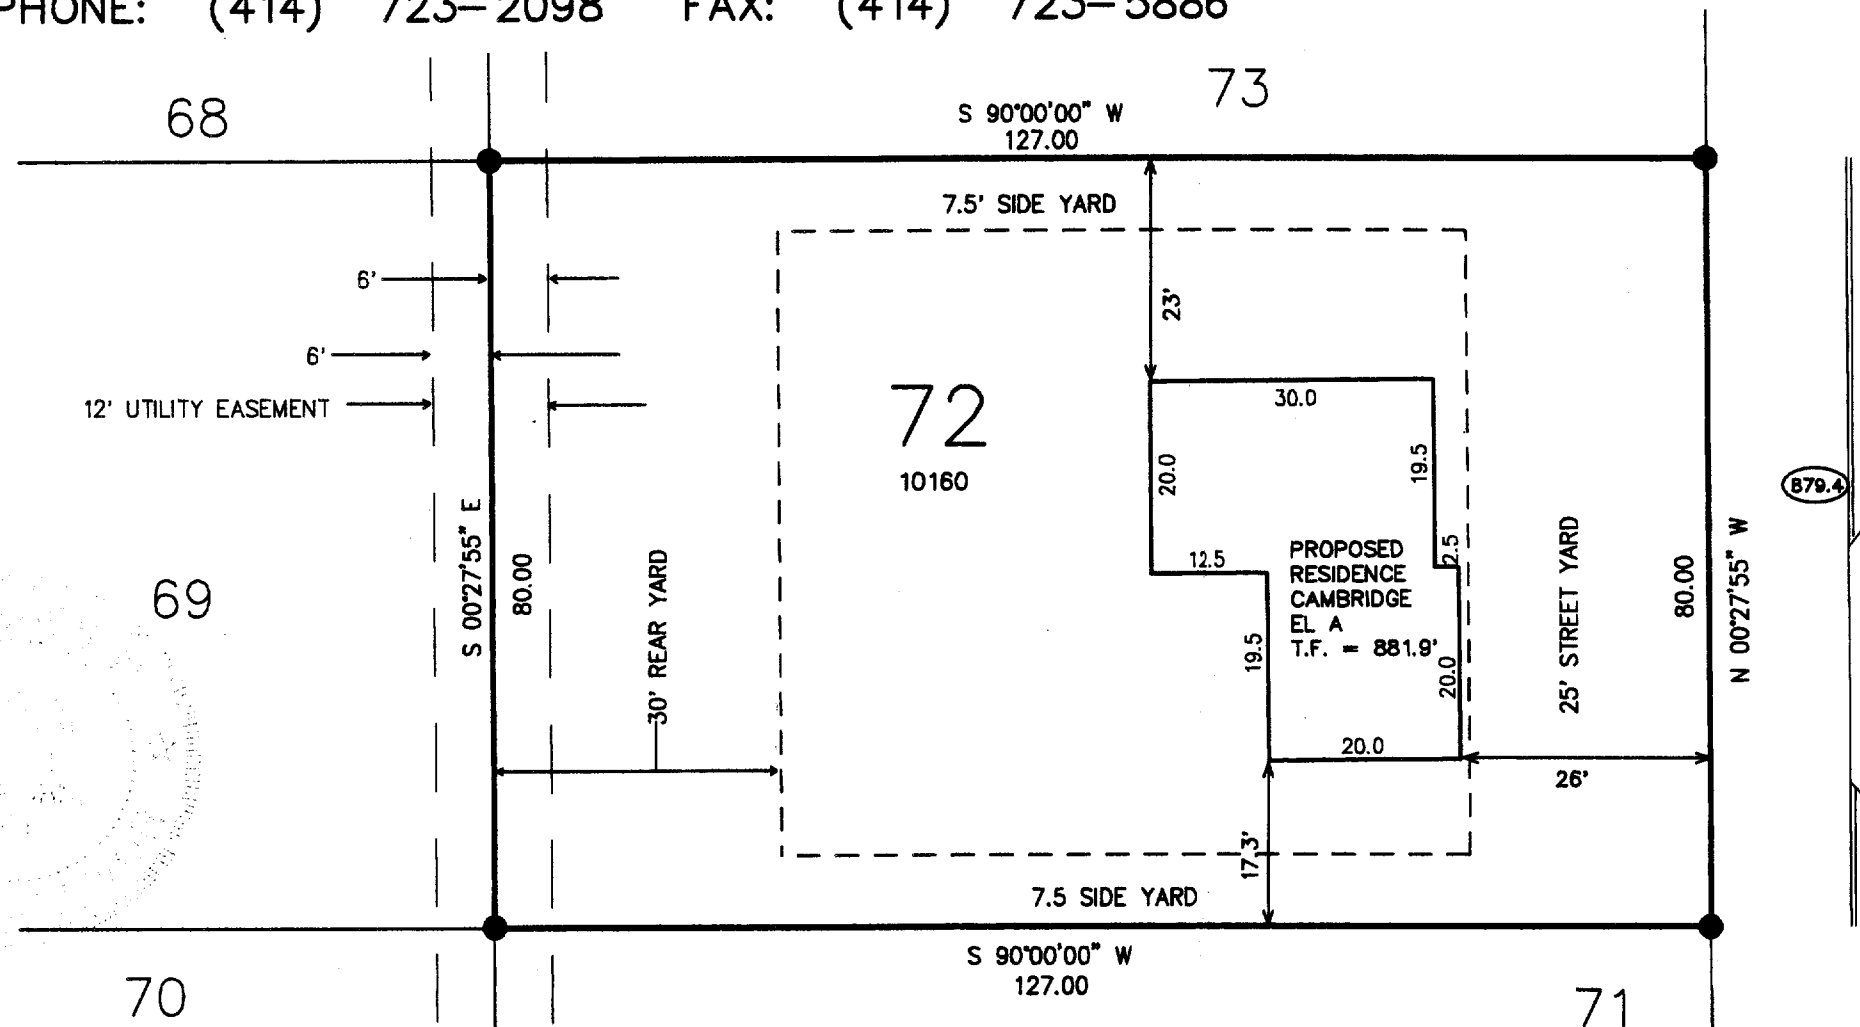 PHONE: (414) 723-2098 FAX: (414) 723-5886
68
73
S 90°00'00" W
127.00
7.5' SIDE YARD
6'
23'
6'
12' UTILITY EASEMENT
72
10160
30.0
20.0
19.5
879.4
S 00°27'55" E
80.00
69
30' REAR YARD
12.5
2.5
PROPOSED
RESIDENCE
CAMBRIDGE
EL A
T.F. = 881.9'
19.5
20.0
25' STREET YARD
80.00
N 00°27'55" W
20.0
26'
17.3'
7.5 SIDE YARD
S 90°00'00" W
127.00
70
71